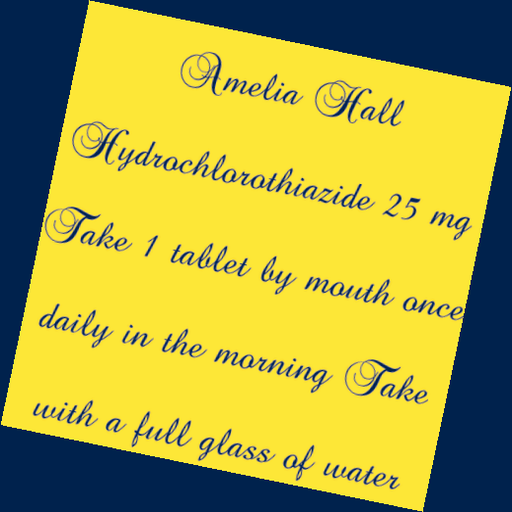 Amelia Hall
Hydrochlorothiazide 25 mg
Take 1 tablet by mouth once
daily in the morning Take
with a full glass of water